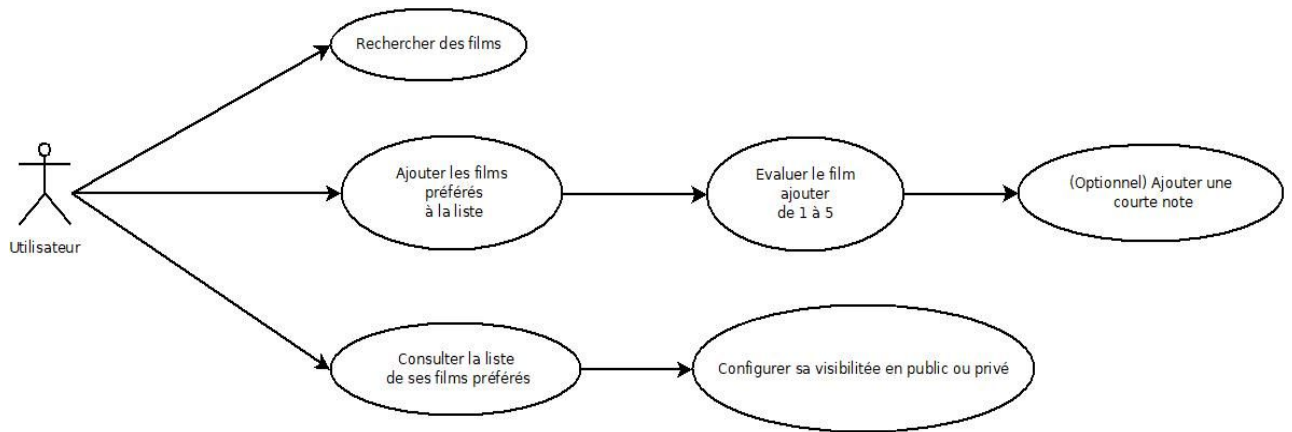 Rechercher des films
Utilisateur
Ajouter les films
préférés
à la liste
Evaluer le film
ajouter
de 1 à 5
(Optionnel) Ajouter une
courte note
Consulter la liste
de ses films préférés
Configurer sa visibilitée en public ou privé